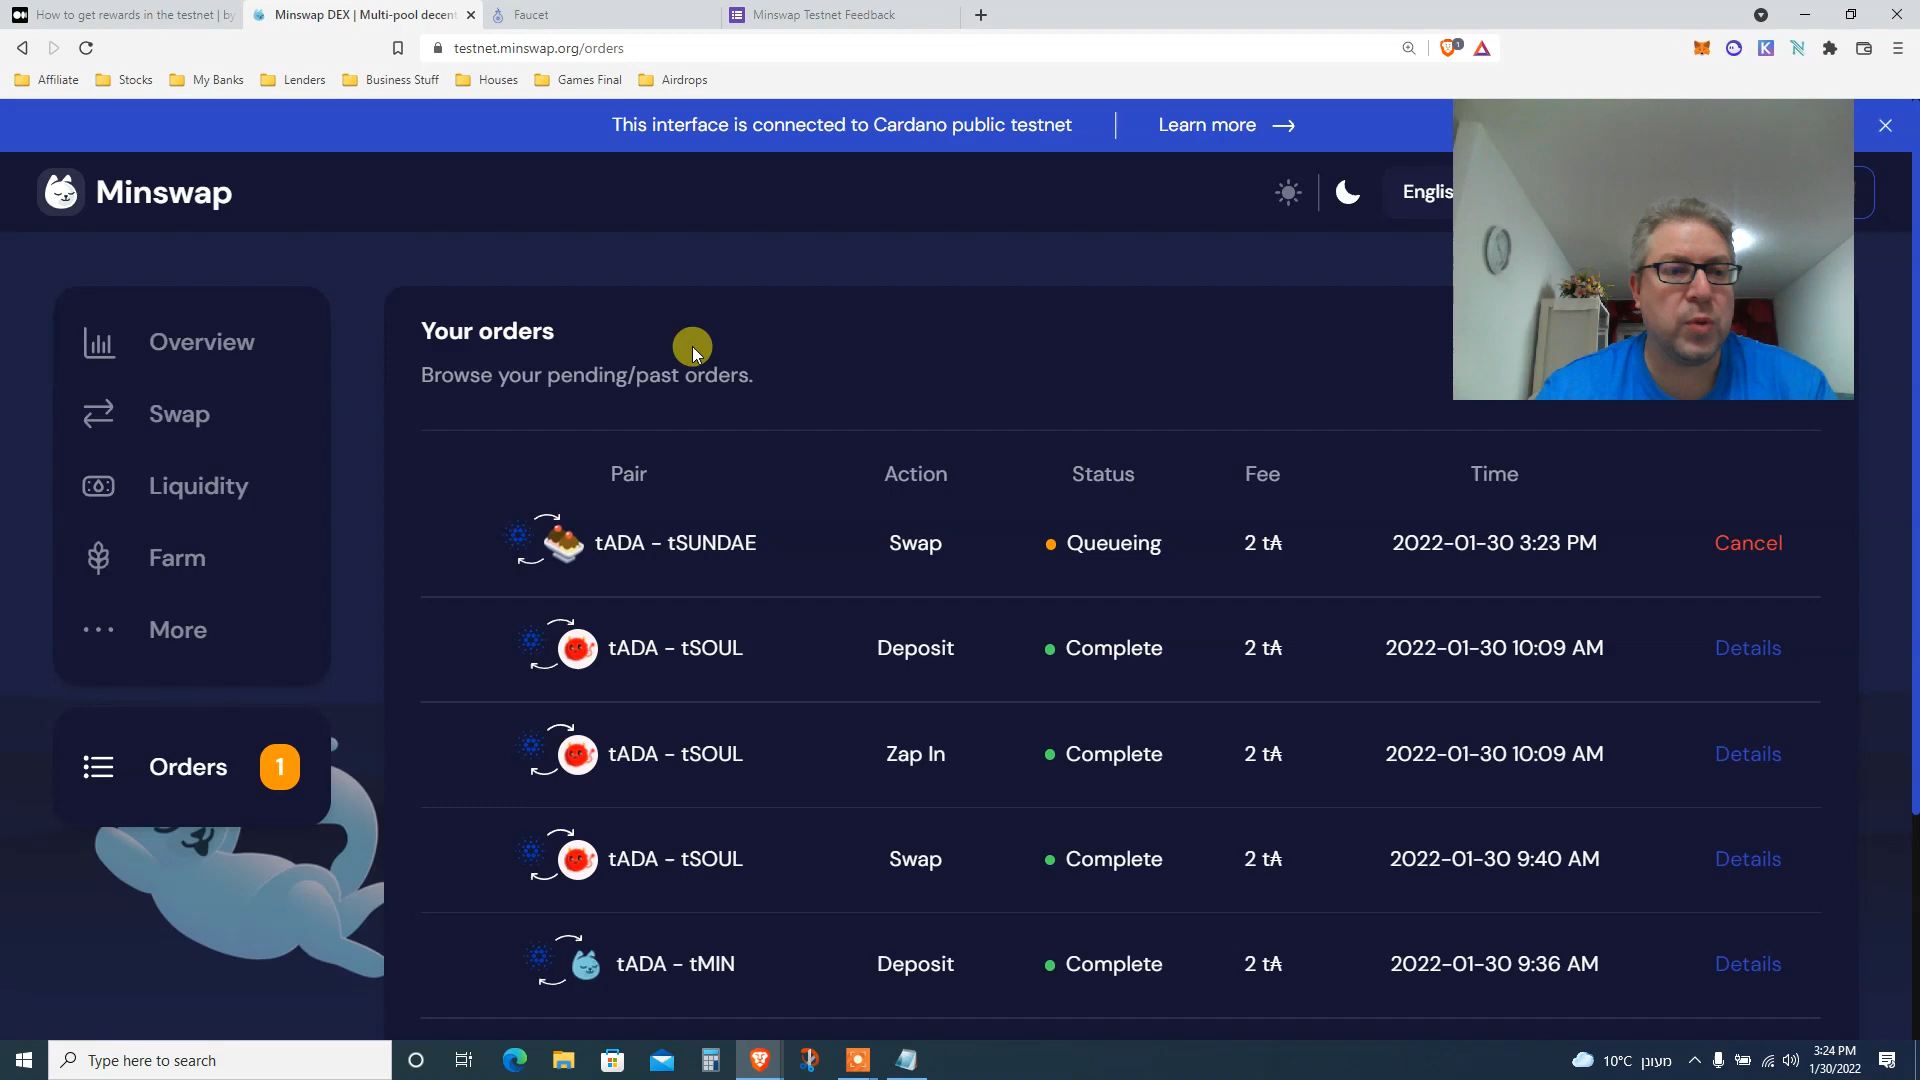 How to get rewards in the testnet | by
Minswap DEX | Multi-pool decent
Faucet
Minswap Testnet Feedback
testnet.minswap.org/orders
1
Affiliate
Stocks
My Banks
Lenders
Business Stuff
Houses
Games Final
Airdrops
This interface is connected to Cardano public testnet
Learn more →
Minswap
Englis
Overview
Swap
Liquidity
Farm
More
Orders 1
Your orders
Browse your pending/past orders.
Pair Action Status Fee Time
tADA - tSUNDAE Swap Queueing 2 t₳ 2022-01-30 3:23 PM Cancel
tADA - tSOUL Deposit Complete 2 t₳ 2022-01-30 10:09 AM Details
tADA - tSOUL Zap In Complete 2 t₳ 2022-01-30 10:09 AM Details
tADA - tSOUL Swap Complete 2 t₳ 2022-01-30 9:40 AM Details
tADA - tMIN Deposit Complete 2 t₳ 2022-01-30 9:36 AM Details
Type here to search
10°C מעונן
3:24 PM
1/30/2022